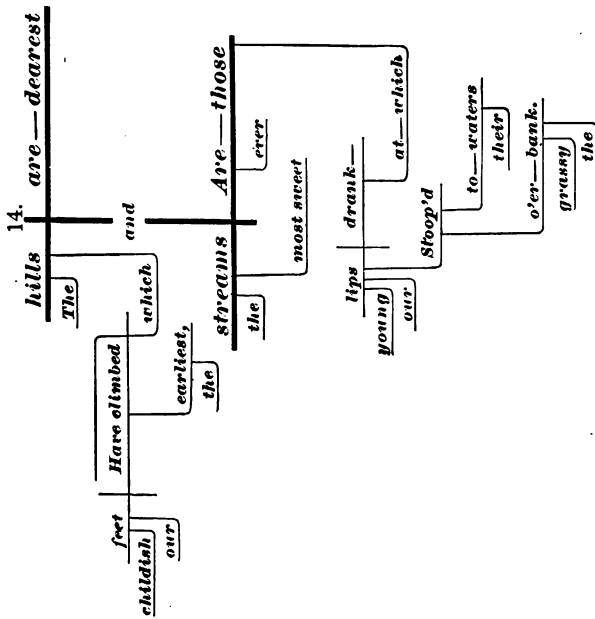 14.
hills are—dearest
The
which
Have climbed
feet
earliest,
the
childish
our
and
streams Are—those
the
ever
most sweet
at—which
lips drank—
young
our
Stoop'd
to—waters
their
o'er—bank.
grassy
the